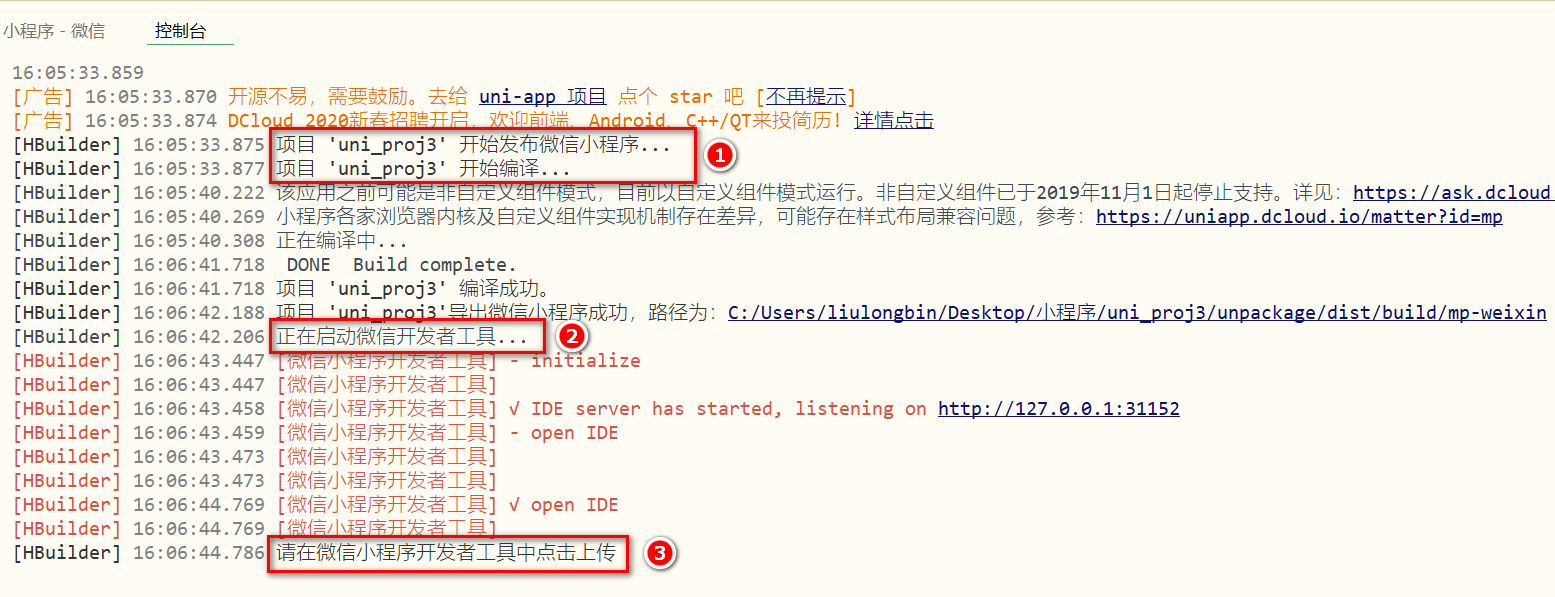 小程序 - 微信 控制台
16:05:33.859
[广告] 16:05:33.870 开源不易，需要鼓励。去给 uni-app 项目 点个 star 吧 [不再提示]
[广告] 16:05:33.874 DCloud 2020新春招聘开启，欢迎前端、Android、C++/QT来投简历! 详情点击
[HBuilder] 16:05:33.875 项目 'uni_proj3' 开始发布微信小程序... 1
[HBuilder] 16:05:33.877 项目 'uni_proj3' 开始编译...
[HBuilder] 16:05:40.222 该应用之前可能是非自定义组件模式，目前以自定义组件模式运行。非自定义组件已于2019年11月1日起停止支持。详见: https://ask.dcloud
[HBuilder] 16:05:40.269 小程序各家浏览器内核及自定义组件实现机制存在差异，可能存在样式布局兼容问题，参考: https://uniapp.dcloud.io/matter?id=mp
[HBuilder] 16:05:40.308 正在编译中...
[HBuilder] 16:06:41.718 DONE Build complete.
[HBuilder] 16:06:41.718 项目 'uni_proj3' 编译成功。
[HBuilder] 16:06:42.188 项目 'uni_proj3'导出微信小程序成功，路径为: C:/Users/liulongbin/Desktop/小程序/uni_proj3/unpackage/dist/build/mp-weixin
[HBuilder] 16:06:42.206 正在启动微信开发者工具... 2
[HBuilder] 16:06:43.447 [微信小程序开发者工具] - initialize
[HBuilder] 16:06:43.447 [微信小程序开发者工具]
[HBuilder] 16:06:43.458 [微信小程序开发者工具] √ IDE server has started, listening on http://127.0.0.1:31152
[HBuilder] 16:06:43.459 [微信小程序开发者工具] - open IDE
[HBuilder] 16:06:43.473 [微信小程序开发者工具]
[HBuilder] 16:06:43.473 [微信小程序开发者工具]
[HBuilder] 16:06:44.769 [微信小程序开发者工具] √ open IDE
[HBuilder] 16:06:44.769 [微信小程序开发者工具]
[HBuilder] 16:06:44.786 请在微信小程序开发者工具中点击上传 3